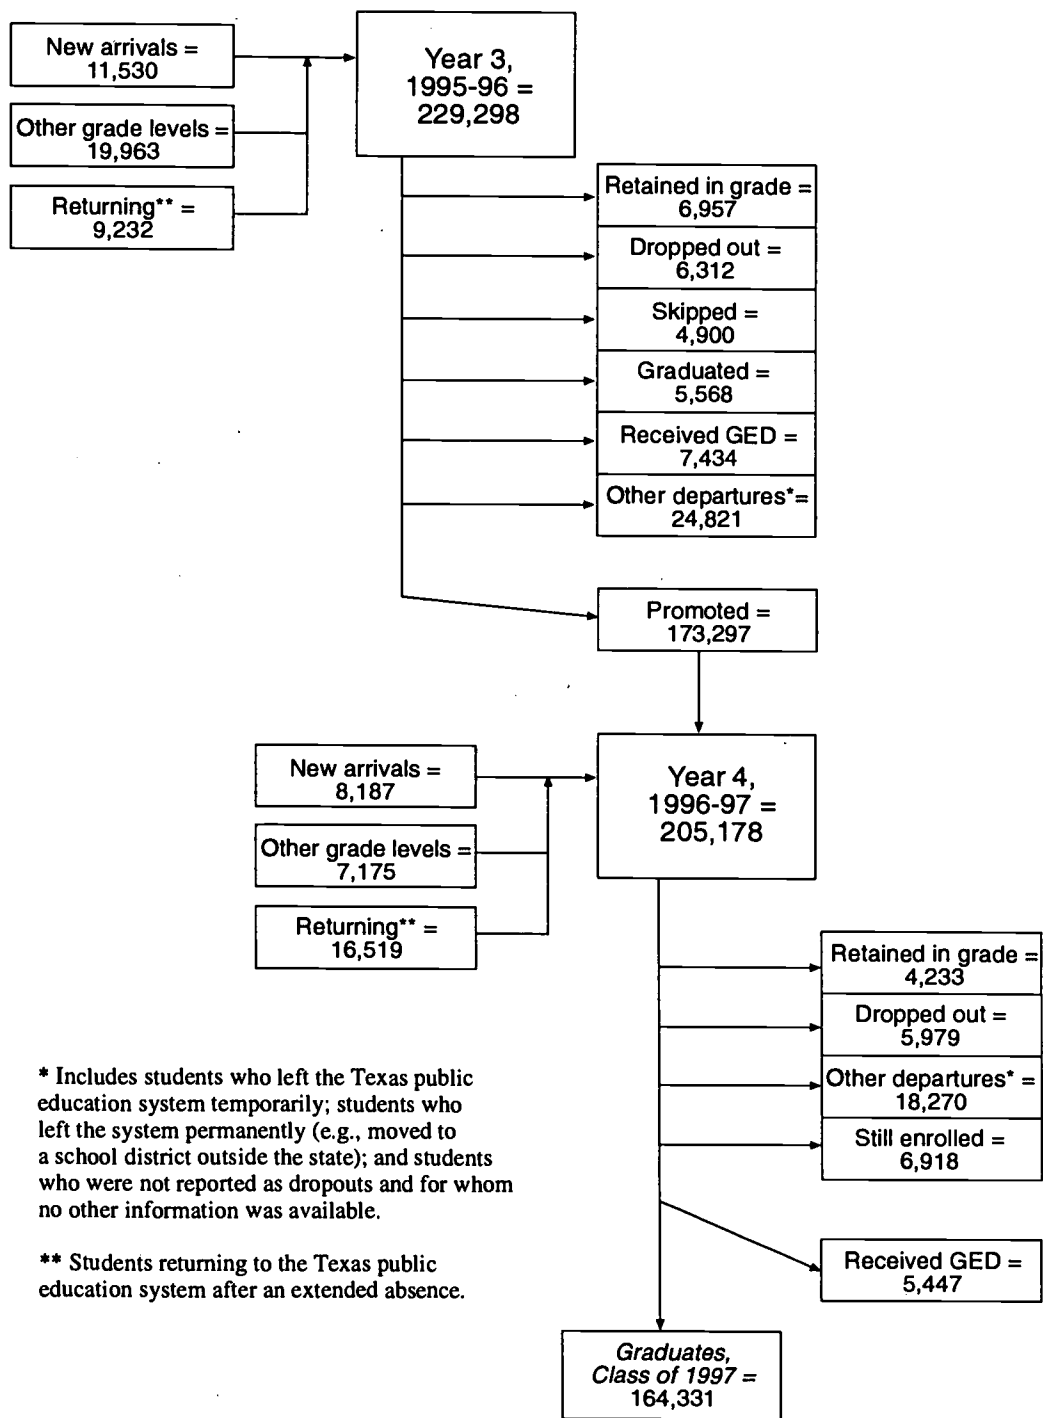 New arrivals =
11,530
Other grade levels =
19,963
Returning** =
9,232
Year 3,
1995-96 =
229,298
Retained in grade =
6,957
Dropped out =
6,312
Skipped =
4,900
Graduated =
5,568
Received GED =
7,434
Other departures*=
24,821
Promoted =
173,297
New arrivals =
8,187
Other grade levels =
7,175
Returning** =
16,519
Year 4,
1996-97 =
205,178
Retained in grade =
4,233
Dropped out =
5,979
Other departures* =
18,270
Still enrolled =
6,918
Received GED =
5,447
Graduates,
Class of 1997 =
164,331
* Includes students who left the Texas public
education system temporarily; students who
left the system permanently (e.g., moved to
a school district outside the state); and students
who were not reported as dropouts and for whom
no other information was available.
** Students returning to the Texas public
education system after an extended absence.